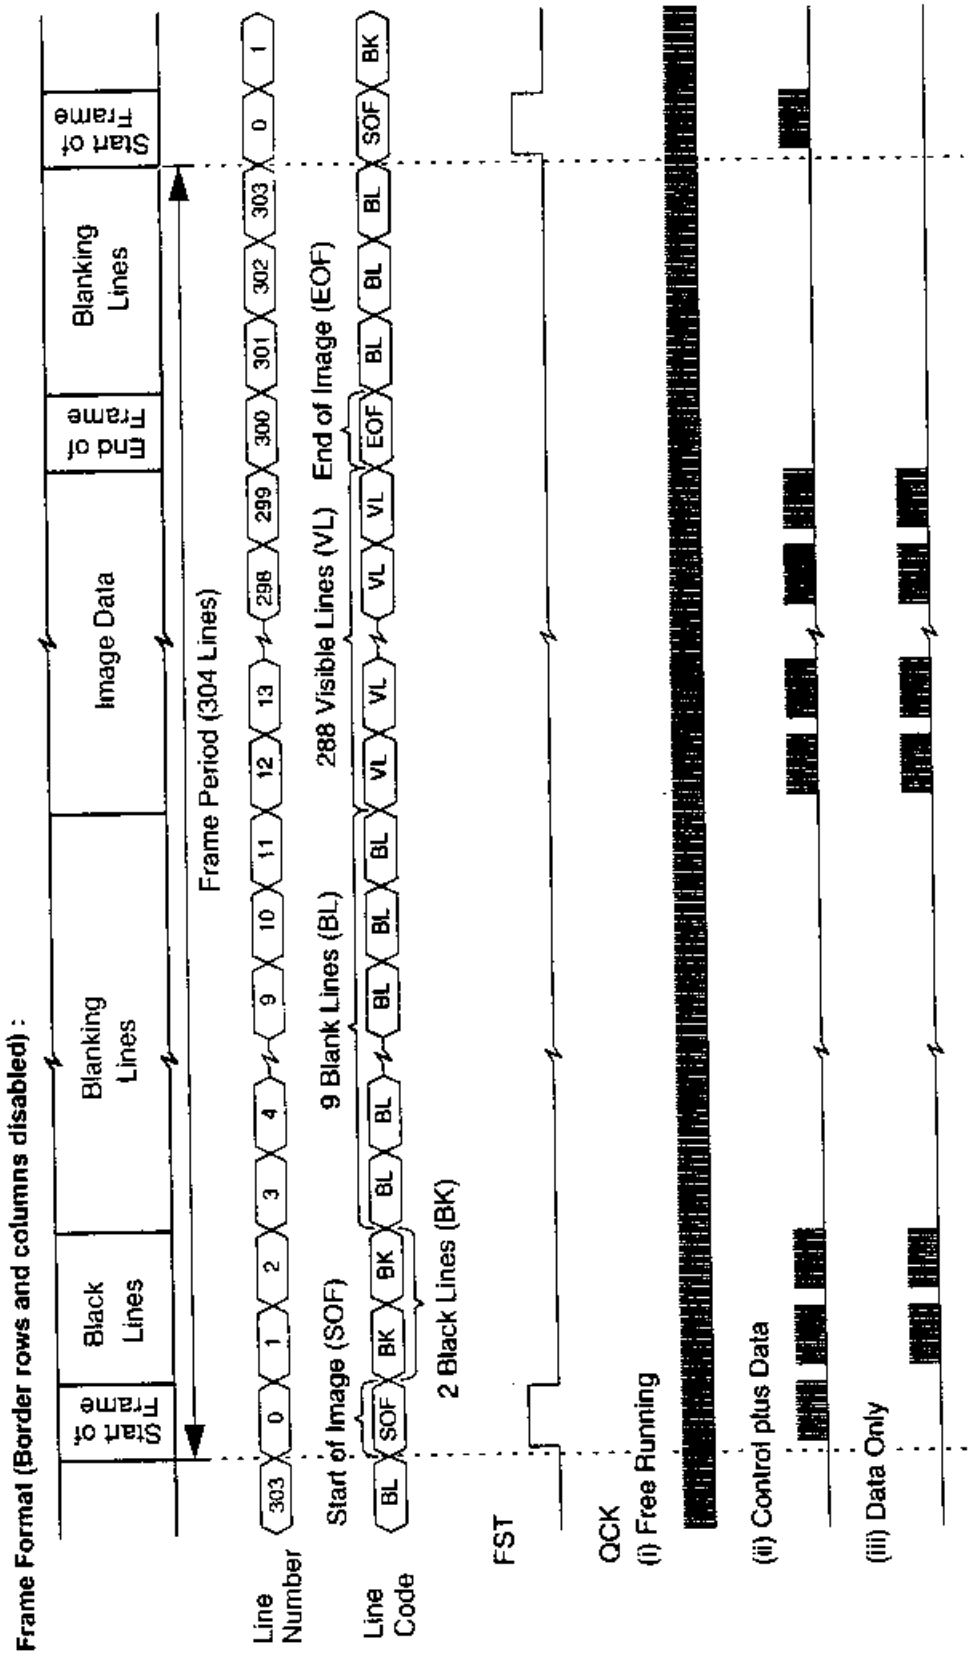 Frame Format (Border rows and columns disabled) :
Start of Frame
Black Lines
Blanking Lines
Image Data
End of Frame
Blanking Lines
Start of Frame
Frame Period (304 Lines)
Line Number
303 0 1 2 3 4 9 10 11 12 13 298 299 300 301 302 303 0 1
Start of Image (SOF)
9 Blank Lines (BL)
288 Visible Lines (VL)
End of Image (EOF)
Line Code
BL SOF BK BK BL BL BL BL BL VL VL VL VL EOF BL BL BL SOF BK
2 Black Lines (BK)
FST
QCK
(i) Free Running
(ii) Control plus Data
(iii) Data Only